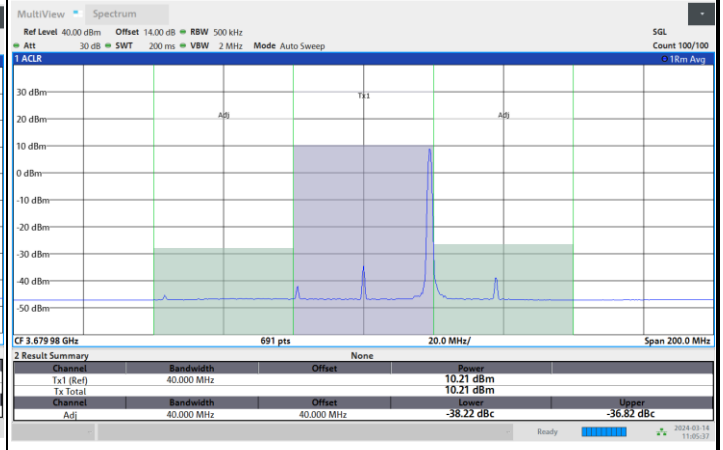 MultiView Spectrum
Ref Level 40.00 dBm Offset 14.00 dB RBW 500 kHz SGL
Att 30 dB SWT 200 ms VBW 2 MHz Mode Auto Sweep Count 100/100
1 ACLR 1Rm Avg
30 dBm
Tx1
20 dBm
Adj Adj
10 dBm
0 dBm
-10 dBm
-20 dBm
-30 dBm
-40 dBm
-50 dBm
CF 3.679 98 GHz 691 pts 20.0 MHz/ Span 200.0 MHz
2 Result Summary None
Channel Bandwidth Offset Power
Tx1 (Ref) 40.000 MHz 10.21 dBm
Tx Total 10.21 dBm
Channel Bandwidth Offset Lower Upper
Adj 40.000 MHz 40.000 MHz -38.22 dBc -36.82 dBc
Ready 2024-03-14
11:05:37